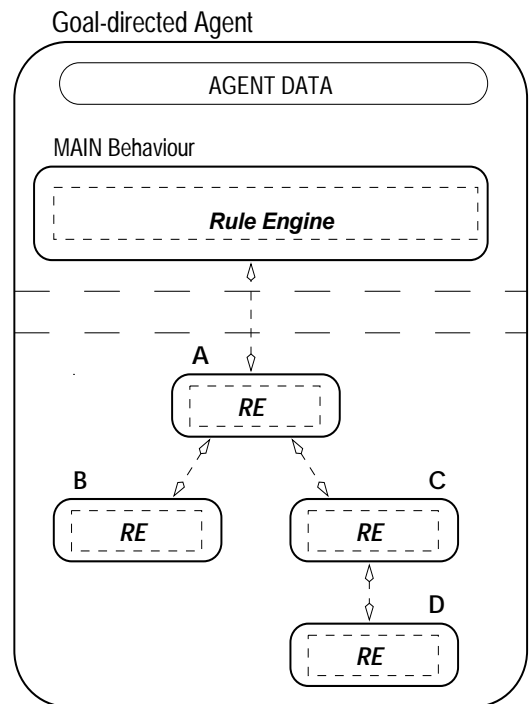 Goal-directed Agent
AGENT DATA
MAIN Behaviour
Rule Engine
A
RE
B
C
RE
RE
D
RE